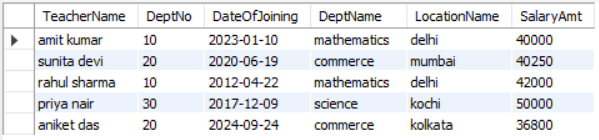 TeacherName DeptNo DateOfJoining DeptName LocationName SalaryAmt
amit kumar 10 2023-01-10 mathematics delhi 40000
sunita devi 20 2020-06-19 commerce mumbai 40250
rahul sharma 10 2012-04-22 mathematics delhi 42000
priya nair 30 2017-12-09 science kochi 50000
aniket das 20 2024-09-24 commerce kolkata 36800